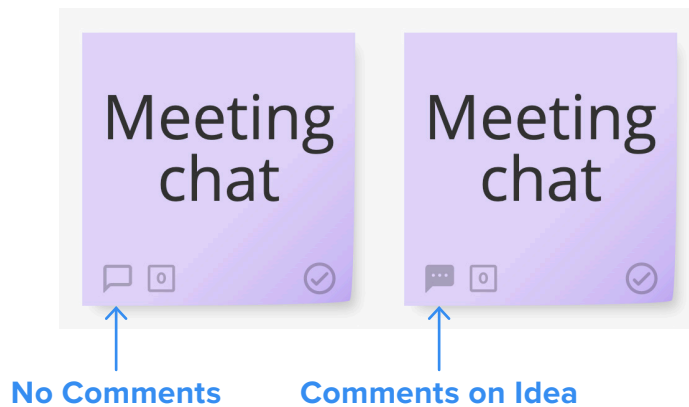 Meeting
chat
0
Meeting
chat
0
No Comments
Comments on Idea